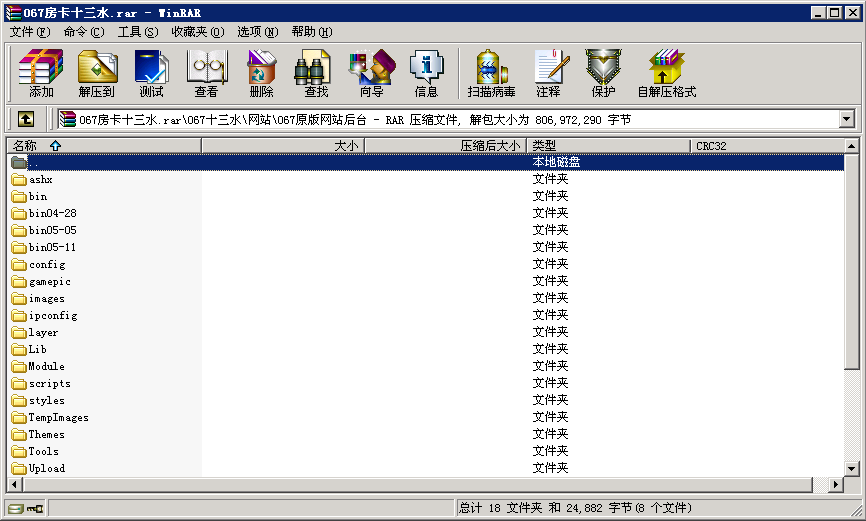 067房卡十三水.rar - WinRAR
文件(F) 命令(C) 工具(S) 收藏夹(O) 选项(N) 帮助(H)
添加 解压到 测试 查看 删除 查找 向导 信息 扫描病毒 注释 保护 自解压格式
067房卡十三水.rar\067十三水\网站\067原版网站后台 - RAR 压缩文件, 解包大小为 806,972,290 字节
名称 大小 压缩后大小 类型 CRC32
.. 本地磁盘
ashx 文件夹
bin 文件夹
bin04-28 文件夹
bin05-05 文件夹
bin05-11 文件夹
config 文件夹
gamepic 文件夹
images 文件夹
ipconfig 文件夹
layer 文件夹
Lib 文件夹
Module 文件夹
scripts 文件夹
styles 文件夹
TempImages 文件夹
Themes 文件夹
Tools 文件夹
Upload 文件夹
总计 18 文件夹 和 24,882 字节(8 个文件)